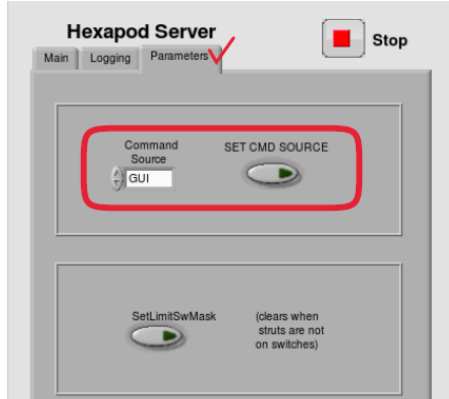 Hexapod Server
Stop
Main
Logging
Parameters
Command
Source
GUI
SET CMD SOURCE
SetLimitSwMask
(clears when
struts are not
on switches)